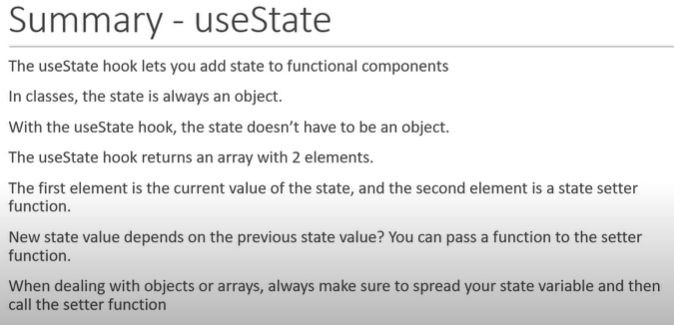 Summary - useState
The useState hook lets you add state to functional components
In classes, the state is always an object.
With the useState hook, the state doesn’t have to be an object.
The useState hook returns an array with 2 elements.
The first element is the current value of the state, and the second element is a state setter
function.
New state value depends on the previous state value? You can pass a function to the setter
function.
When dealing with objects or arrays, always make sure to spread your state variable and then
call the setter function